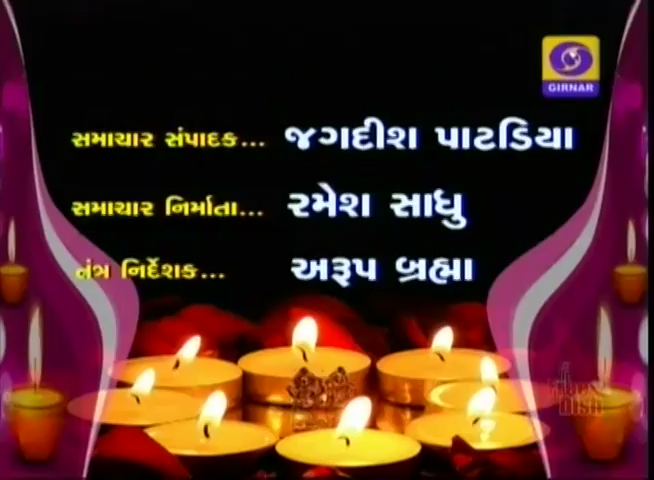 GIRNAR
સમાચાર સંપાદક... જગદીશ પાટડિયા
સમાચાર નિર્માતા... રમેશ સાધુ
તંત્ર નિર્દેશક... અરૂપ બ્રહ્મા